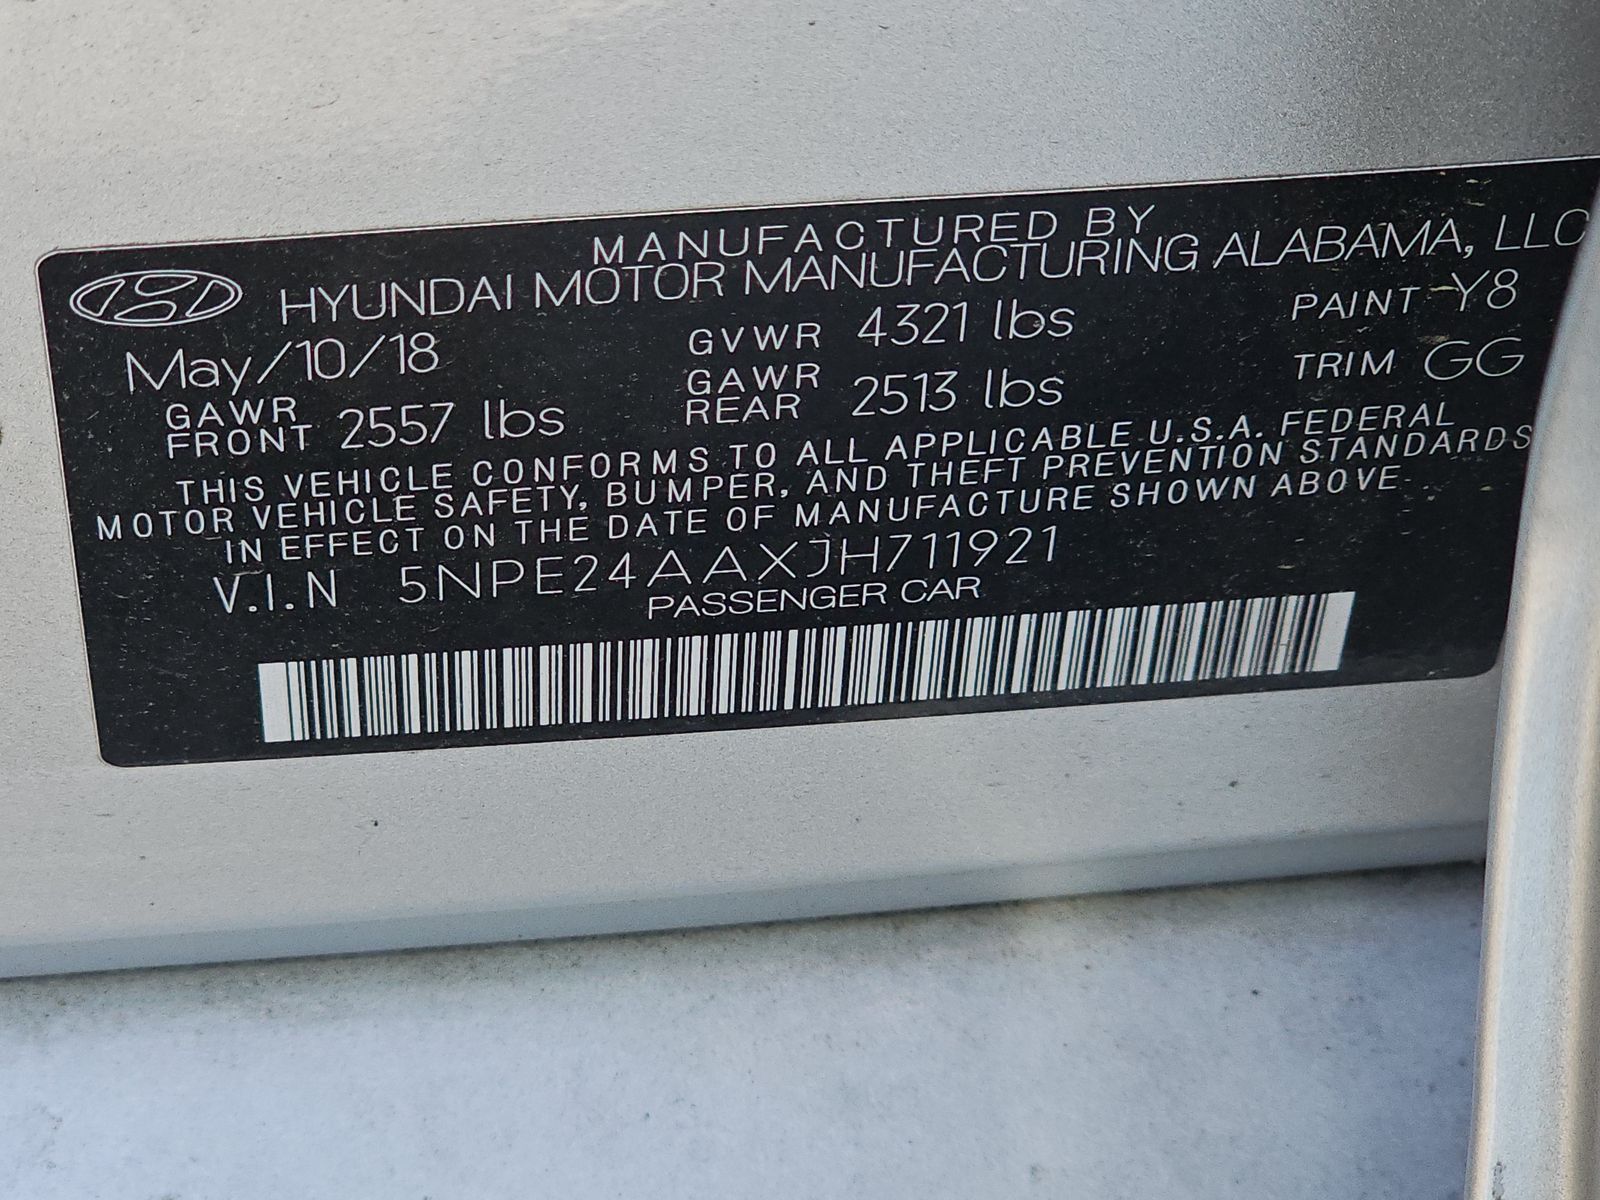 MANUFACTURED BY
HYUNDAI MOTOR MANUFACTURING ALABAMA, LLC
May/10/18 GVWR 4321 lbs PAINT Y8
GAWR FRONT 2557 lbs GAWR REAR 2513 lbs TRIM GG
THIS VEHICLE CONFORMS TO ALL APPLICABLE U.S.A. FEDERAL
MOTOR VEHICLE SAFETY, BUMPER, AND THEFT PREVENTION STANDARDS
IN EFFECT ON THE DATE OF MANUFACTURE SHOWN ABOVE.
V.I.N 5NPE24AAXJH711921
PASSENGER CAR